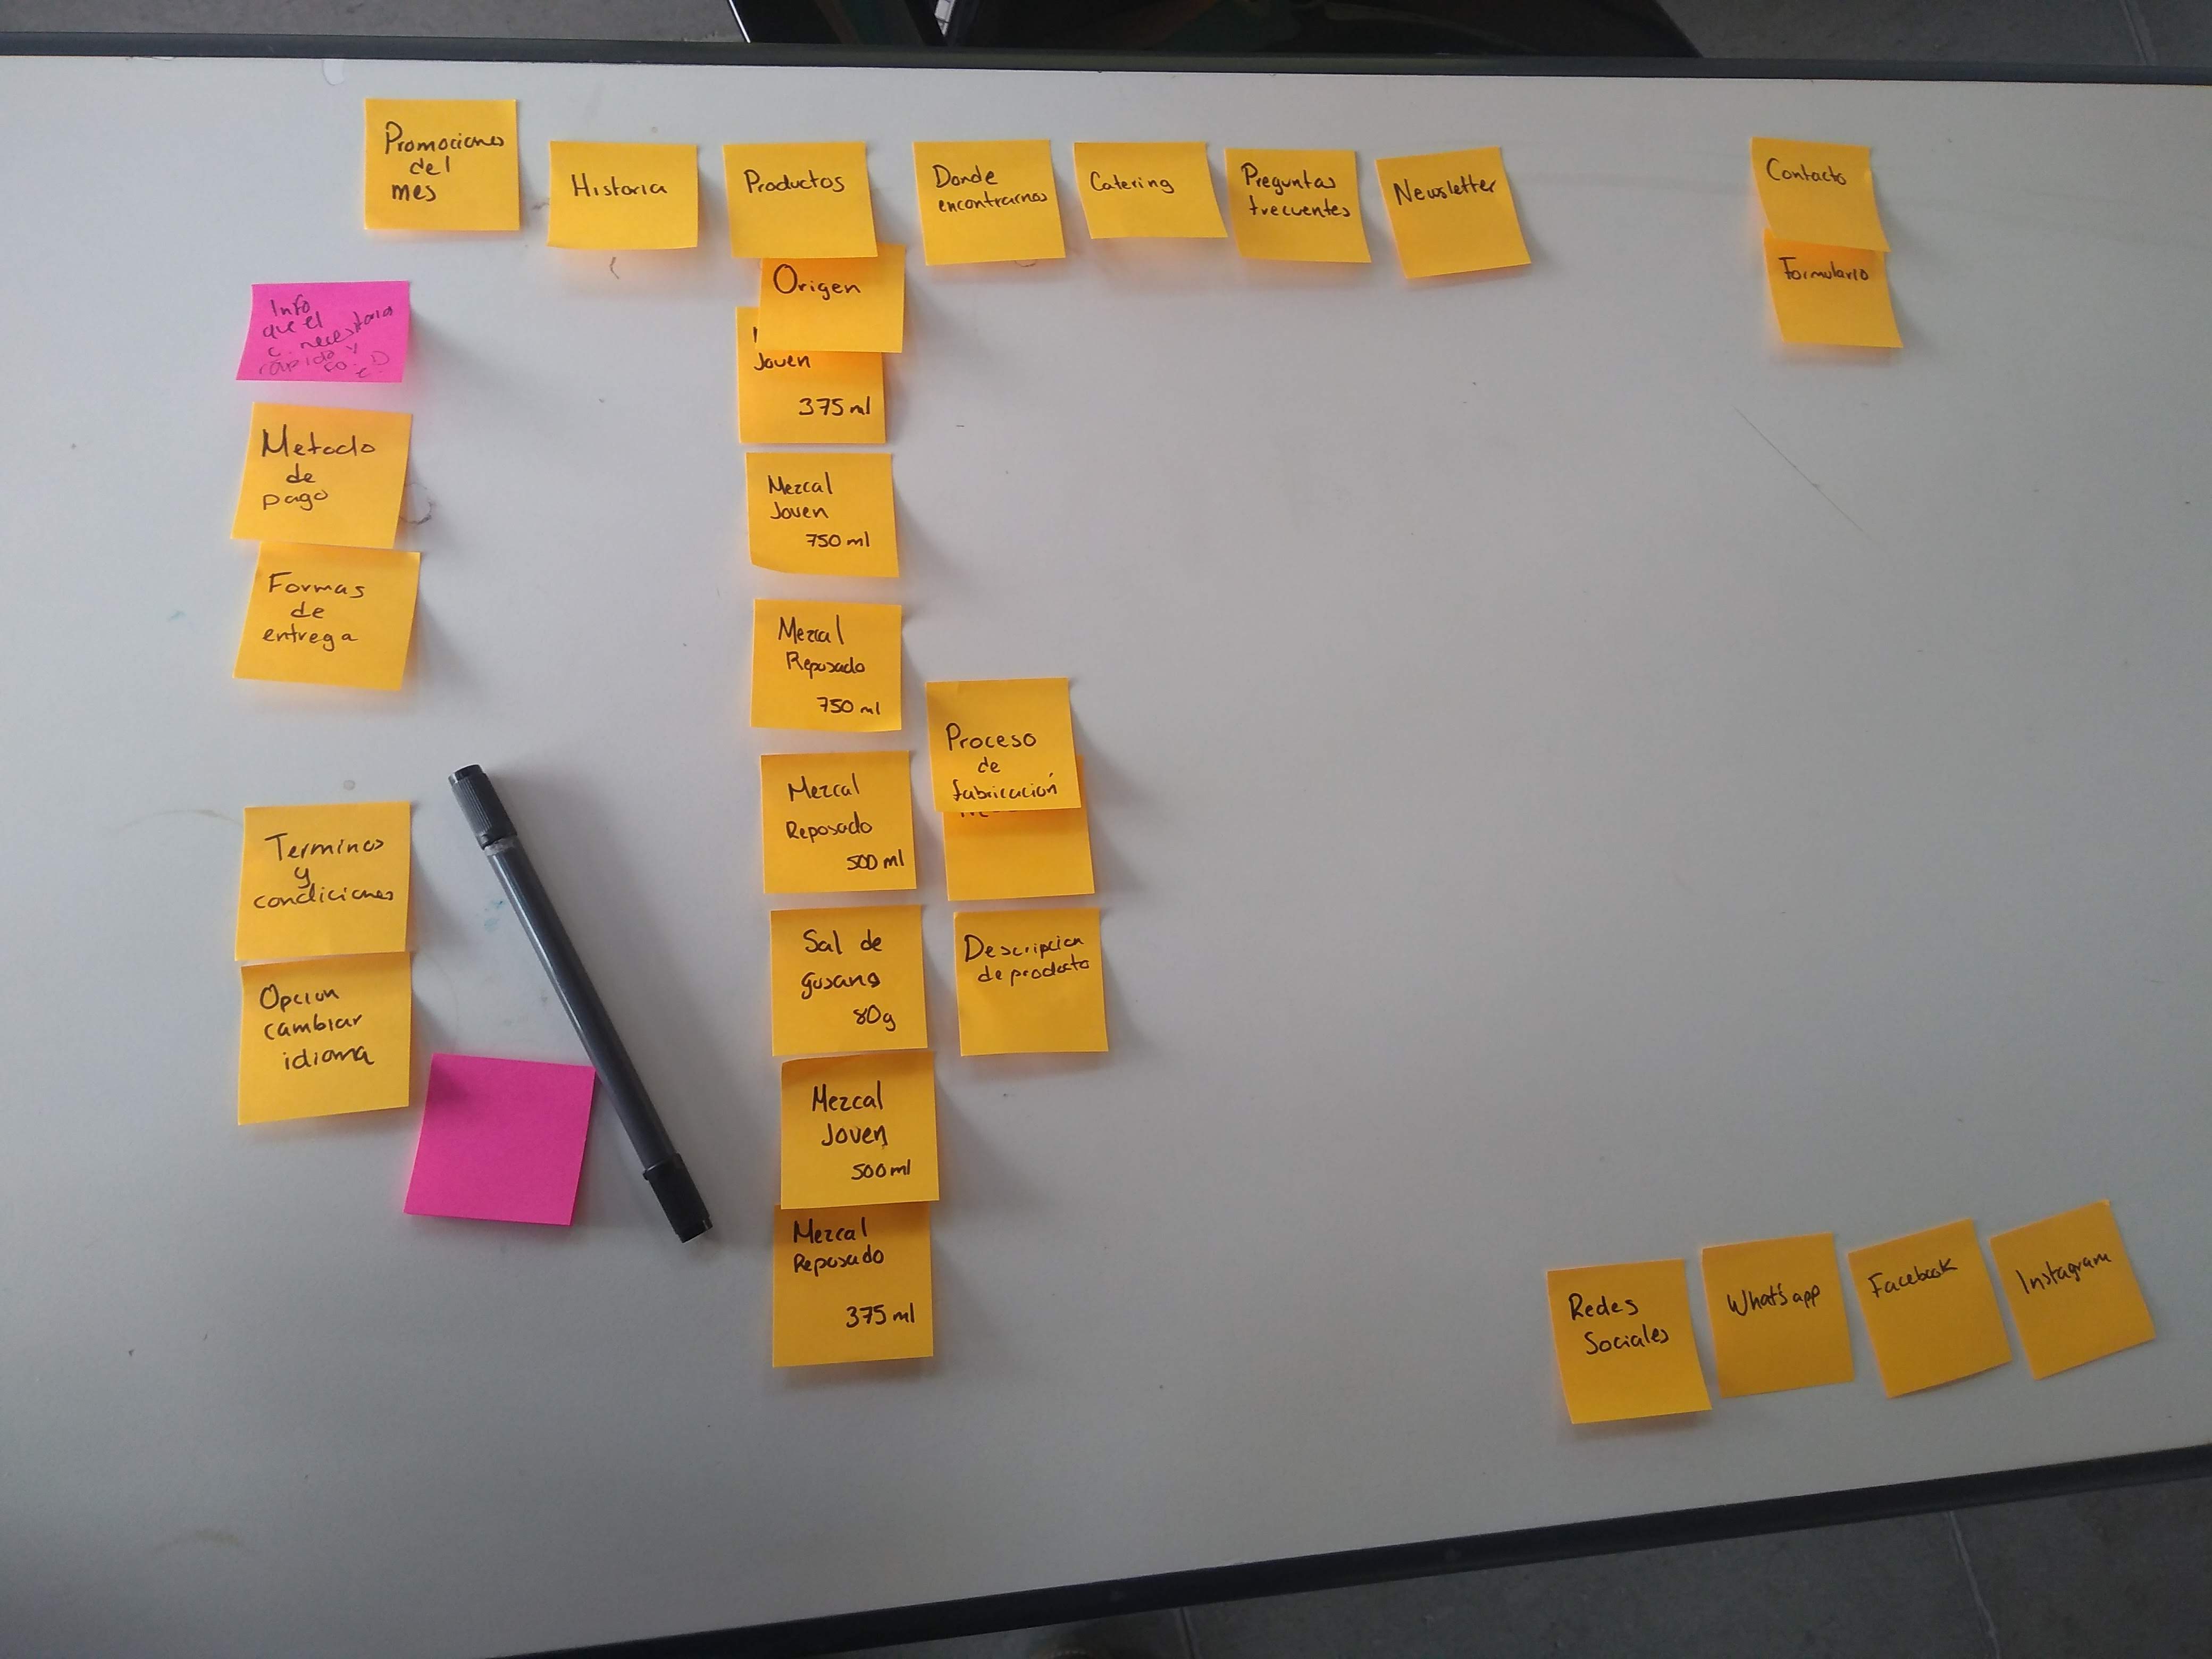 Promociones
del
mes
Historia
Productos
Donde
encontrarnos
Catering
Preguntas
frecuentes
Newsletter
Contacto
Formulario
Origen
Joven
375 ml
Mezcal
Joven
750 ml
Mezcal
Reposado
750 ml
Mezcal
Reposado
500 ml
Sal de
gusano
80g
Mezcal
Joven
500 ml
Mezcal
Reposado
375 ml
Proceso
de
fabricación
Descripcion
de producto
Info
que el
c. necesitaria
rápido y
Metodo
de
pago
Formas
de
entrega
Terminos
y
condiciones
Opcion
cambiar
idioma
Redes
Sociales
What's app
Facebook
Instagram